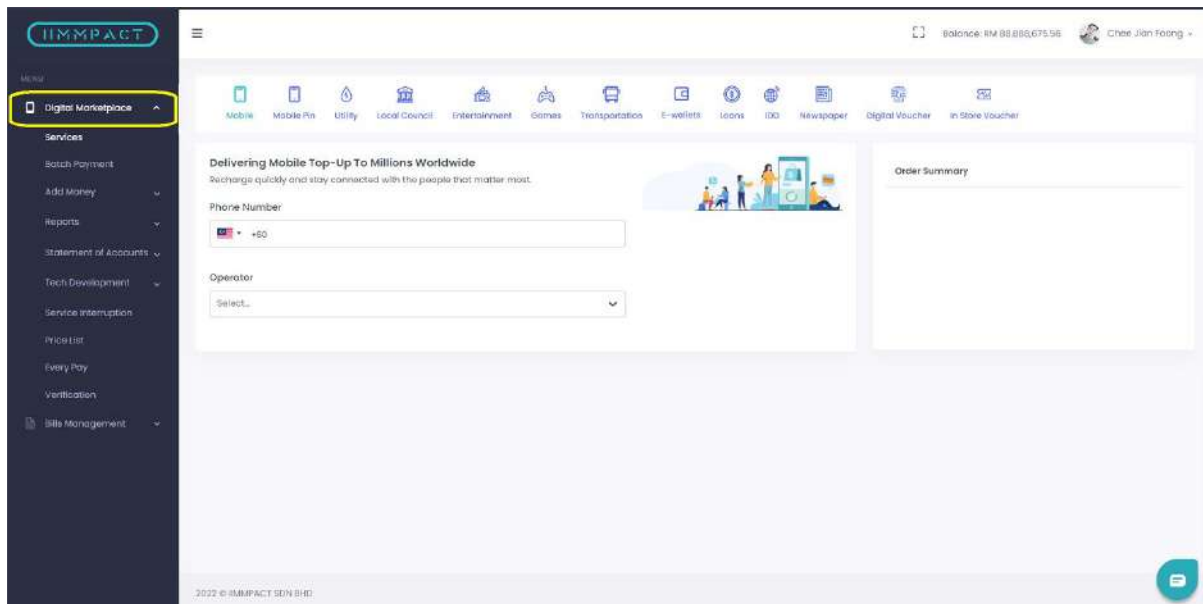 IIMMPACT
Balance: RM 88,888,675.56
Chee Jian Foong
MENU
Digital Marketplace
Services
Batch Payment
Add Money
Reports
Statement of Accounts
Tech Development
Service Interruption
Price List
Every Pay
Verification
Bills Management
Mobile
Mobile Pin
Utility
Local Council
Entertainment
Games
Transportation
E-wallets
Loans
IDD
Newspaper
Digital Voucher
In Store Voucher
Delivering Mobile Top-Up To Millions Worldwide
Recharge quickly and stay connected with the people that matter most.
Phone Number
+60
Operator
Select...
Order Summary
2022 © IIMMPACT SDN BHD